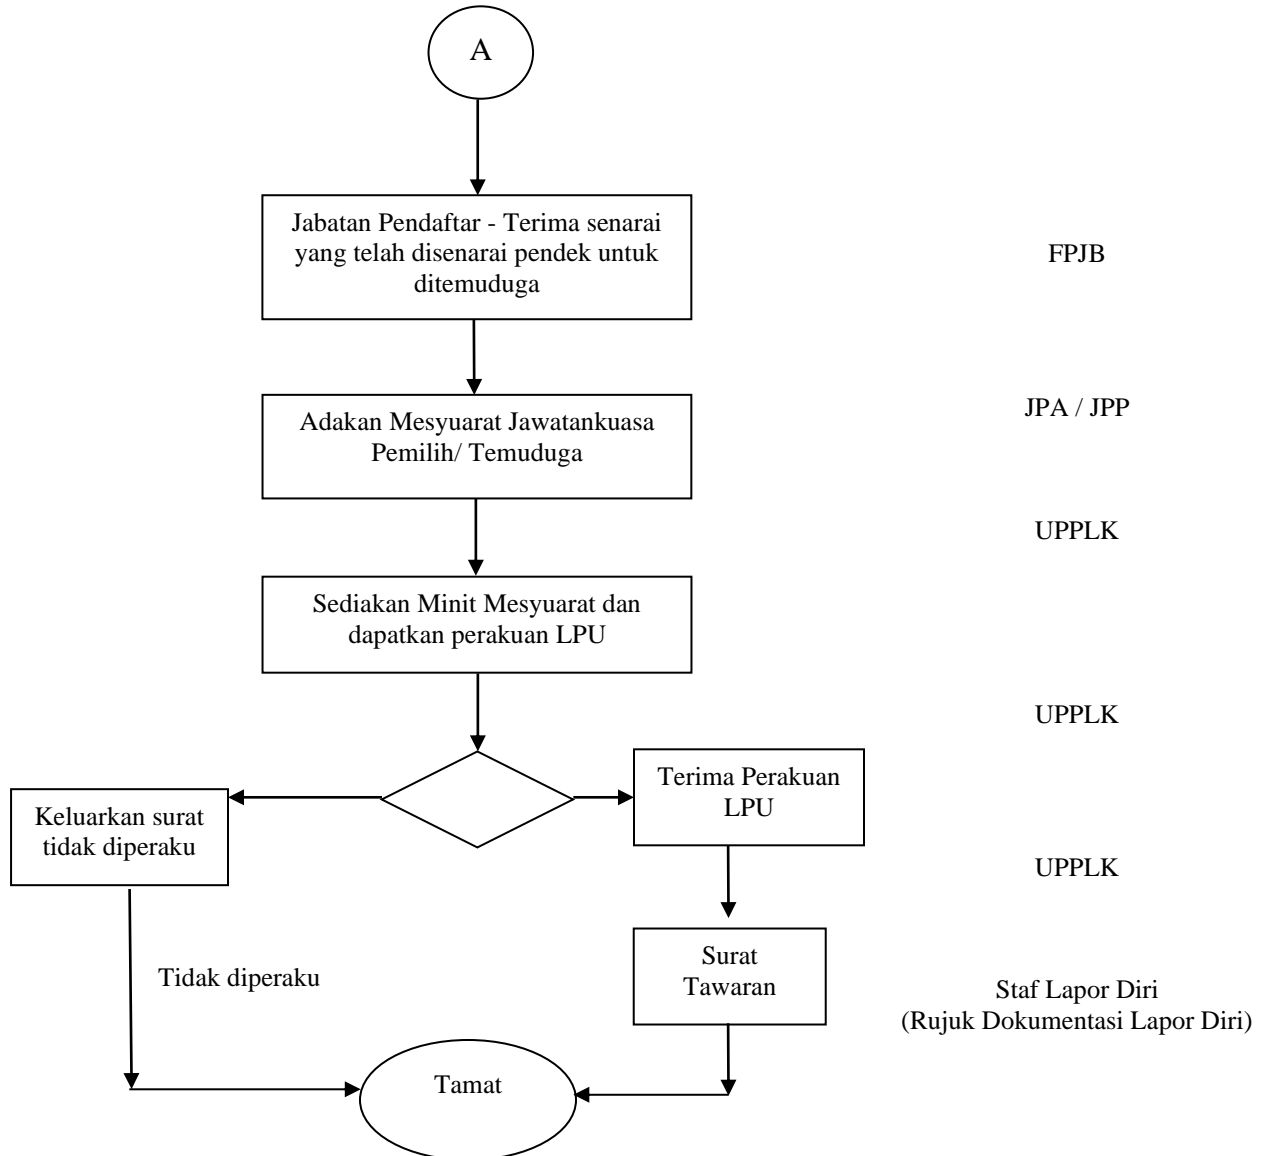 A
Jabatan Pendaftar - Terima senarai
yang telah disenarai pendek untuk
ditemuduga
FPJB
Adakan Mesyuarat Jawatankuasa
Pemilih/ Temuduga
JPA / JPP
UPPLK
Sediakan Minit Mesyuarat dan
dapatkan perakuan LPU
UPPLK
Terima Perakuan
LPU
Keluarkan surat
tidak diperaku
UPPLK
Surat
Tawaran
Tidak diperaku
Staf Lapor Diri
(Rujuk Dokumentasi Lapor Diri)
Tamat